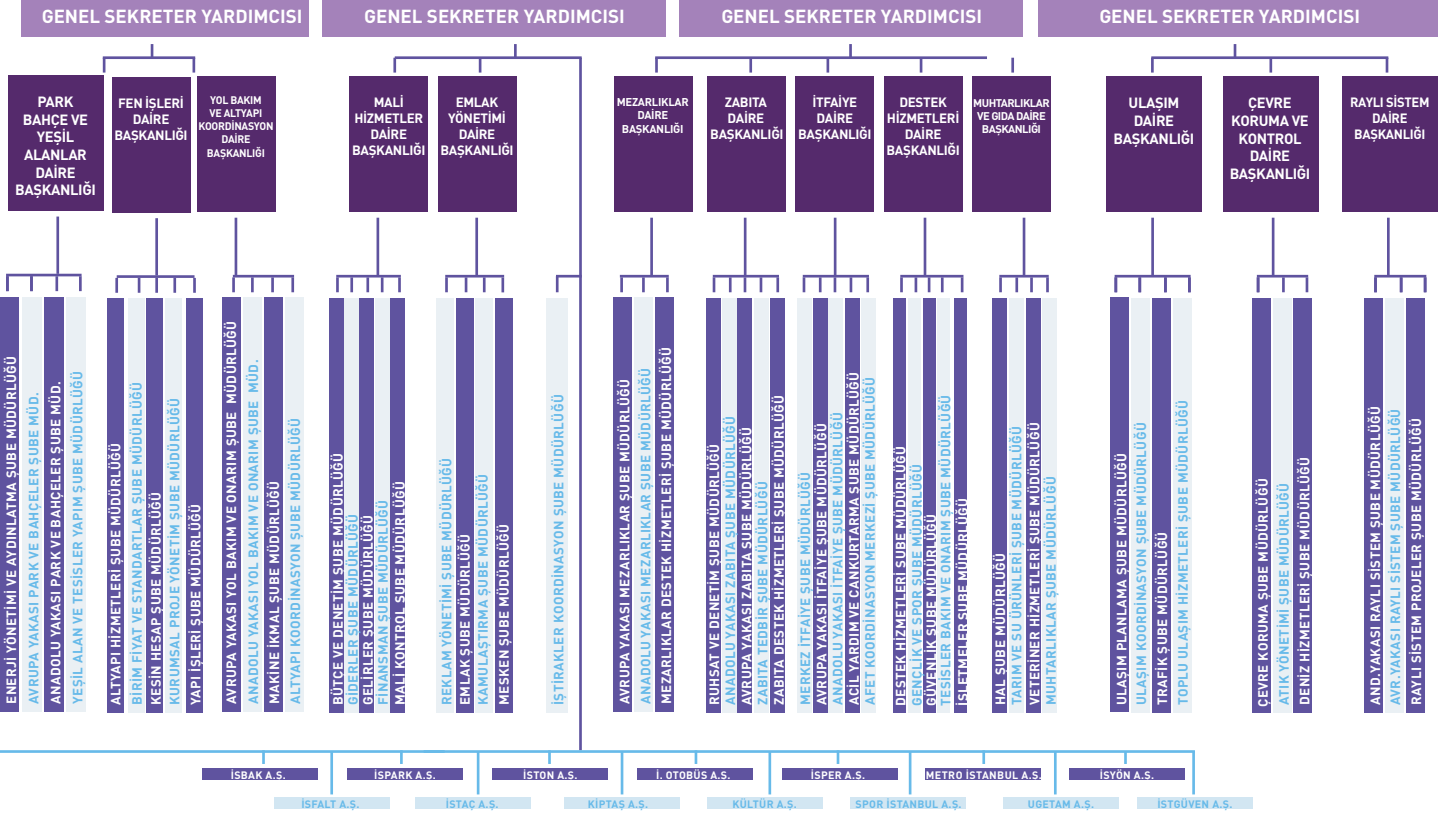 GENEL SEKRETER YARDIMCISI
GENEL SEKRETER YARDIMCISI
GENEL SEKRETER YARDIMCISI
GENEL SEKRETER YARDIMCISI
PARK
BAHÇE VE
YEŞİL
ALANLAR
DAİRE
BAŞKANLIĞI
FEN İŞLERİ
DAİRE
BAŞKANLIĞI
YOL BAKIM
VE ALTYAPI
KOORDİNASYON
DAİRE
BAŞKANLIĞI
MALİ
HİZMETLER
DAİRE
BAŞKANLIĞI
EMLAK
YÖNETİMİ
DAİRE
BAŞKANLIĞI
MEZARLIKLAR
DAİRE
BAŞKANLIĞI
ZABITA
DAİRE
BAŞKANLIĞI
İTFAİYE
DAİRE
BAŞKANLIĞI
DESTEK
HİZMETLERİ
DAİRE
BAŞKANLIĞI
MUHTARLIKLAR
VE GIDA DAİRE
BAŞKANLIĞI
ULAŞIM
DAİRE
BAŞKANLIĞI
ÇEVRE
KORUMA VE
KONTROL
DAİRE
BAŞKANLIĞI
RAYLI SİSTEM
DAİRE
BAŞKANLIĞI
ENERJİ YÖNETİMİ VE AYDINLATMA ŞUBE MÜDÜRLÜĞÜ
AVRUPA YAKASI PARK VE BAHÇELER ŞUBE MÜD.
ANADOLU YAKASI PARK VE BAHÇELER ŞUBE MÜD.
YEŞİL ALAN VE TESİSLER YAPIM ŞUBE MÜDÜRLÜĞÜ
ALTYAPI HİZMETLERİ ŞUBE MÜDÜRLÜĞÜ
BİRİM FİYAT VE STANDARTLAR ŞUBE MÜDÜRLÜĞÜ
KESİN HESAP ŞUBE MÜDÜRLÜĞÜ
KURUMSAL PROJE YÖNETİM ŞUBE MÜDÜRLÜĞÜ
YAPI İŞLERİ ŞUBE MÜDÜRLÜĞÜ
AVRUPA YAKASI YOL BAKIM VE ONARIM ŞUBE MÜDÜRLÜĞÜ
ANADOLU YAKASI YOL BAKIM VE ONARIM ŞUBE MÜD.
MAKİNE İKMAL ŞUBE MÜDÜRLÜĞÜ
ALTYAPI KOORDİNASYON ŞUBE MÜDÜRLÜĞÜ
BÜTÇE VE DENETİM ŞUBE MÜDÜRLÜĞÜ
GİDERLER ŞUBE MÜDÜRLÜĞÜ
GELİRLER ŞUBE MÜDÜRLÜĞÜ
FİNANSMAN ŞUBE MÜDÜRLÜĞÜ
MALİ KONTROL ŞUBE MÜDÜRLÜĞÜ
REKLAM YÖNETİMİ ŞUBE MÜDÜRLÜĞÜ
EMLAK ŞUBE MÜDÜRLÜĞÜ
KAMULAŞTIRMA ŞUBE MÜDÜRLÜĞÜ
MESKEN ŞUBE MÜDÜRLÜĞÜ
İŞTİRAKLER KOORDİNASYON ŞUBE MÜDÜRLÜĞÜ
AVRUPA YAKASI MEZARLIKLAR ŞUBE MÜDÜRLÜĞÜ
ANADOLU YAKASI MEZARLIKLAR ŞUBE MÜDÜRLÜĞÜ
MEZARLIKLAR DESTEK HİZMETLERİ ŞUBE MÜDÜRLÜĞÜ
RUHSAT VE DENETİM ŞUBE MÜDÜRLÜĞÜ
ANADOLU YAKASI ZABITA ŞUBE MÜDÜRLÜĞÜ
AVRUPA YAKASI ZABITA ŞUBE MÜDÜRLÜĞÜ
ZABITA TEDBİR ŞUBE MÜDÜRLÜĞÜ
ZABITA DESTEK HİZMETLERİ ŞUBE MÜDÜRLÜĞÜ
MERKEZ İTFAİYE ŞUBE MÜDÜRLÜĞÜ
AVRUPA YAKASI İTFAİYE ŞUBE MÜDÜRLÜĞÜ
ANADOLU YAKASI İTFAİYE ŞUBE MÜDÜRLÜĞÜ
ACİL YARDIM VE CANKURTARMA ŞUBE MÜDÜRLÜĞÜ
AFET KOORDİNASYON MERKEZİ ŞUBE MÜDÜRLÜĞÜ
DESTEK HİZMETLERİ ŞUBE MÜDÜRLÜĞÜ
GENÇLİK VE SPOR ŞUBE MÜDÜRLÜĞÜ
GÜVENLİK ŞUBE MÜDÜRLÜĞÜ
TESİSLER BAKIM VE ONARIM ŞUBE MÜDÜRLÜĞÜ
İŞLETMELER ŞUBE MÜDÜRLÜĞÜ
HAL ŞUBE MÜDÜRLÜĞÜ
TARIM VE SU ÜRÜNLERİ ŞUBE MÜDÜRLÜĞÜ
VETERİNER HİZMETLERİ ŞUBE MÜDÜRLÜĞÜ
MUHTARLIKLAR ŞUBE MÜDÜRLÜĞÜ
ULAŞIM PLANLAMA ŞUBE MÜDÜRLÜĞÜ
ULAŞIM KOORDİNASYON ŞUBE MÜDÜRLÜĞÜ
TRAFİK ŞUBE MÜDÜRLÜĞÜ
TOPLU ULAŞIM HİZMETLERİ ŞUBE MÜDÜRLÜĞÜ
ÇEVRE KORUMA ŞUBE MÜDÜRLÜĞÜ
ATIK YÖNETİMİ ŞUBE MÜDÜRLÜĞÜ
DENİZ HİZMETLERİ ŞUBE MÜDÜRLÜĞÜ
AND.YAKASI RAYLI SİSTEM ŞUBE MÜDÜRLÜĞÜ
AVR.YAKASI RAYLI SİSTEM ŞUBE MÜDÜRLÜĞÜ
RAYLI SİSTEM PROJELER ŞUBE MÜDÜRLÜĞÜ
İSBAK A.Ş.
İSPARK A.Ş.
İSTON A.Ş.
İ. OTOBÜS A.Ş.
İSPER A.Ş.
METRO İSTANBUL A.Ş.
İSYÖN A.Ş.
İSFALT A.Ş.
İSTAÇ A.Ş.
KİPTAŞ A.Ş.
KÜLTÜR A.Ş.
SPOR İSTANBUL A.Ş.
UGETAM A.Ş.
İSTGÜVEN A.Ş.